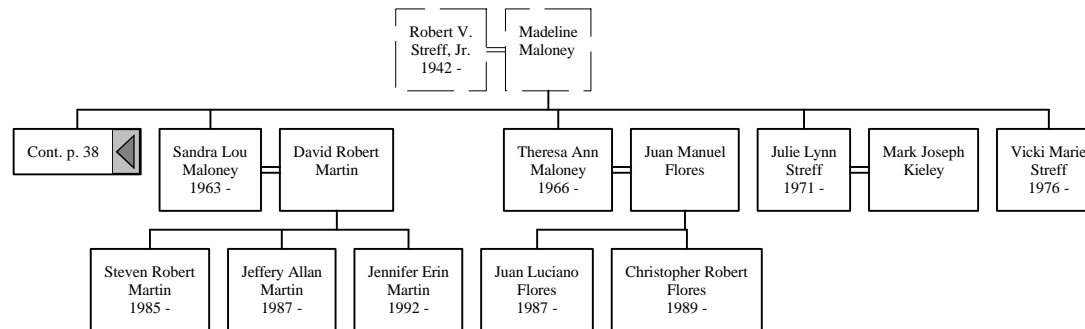 Robert V.
Streff, Jr.
1942 -
Madeline
Maloney
Cont. p. 38
Sandra Lou
Maloney
1963 -
David Robert
Martin
Theresa Ann
Maloney
1966 -
Juan Manuel
Flores
Julie Lynn
Streff
1971 -
Mark Joseph
Kieley
Vicki Marie
Streff
1976 -
Steven Robert
Martin
1985 -
Jeffery Allan
Martin
1987 -
Jennifer Erin
Martin
1992 -
Juan Luciano
Flores
1987 -
Christopher Robert
Flores
1989 -